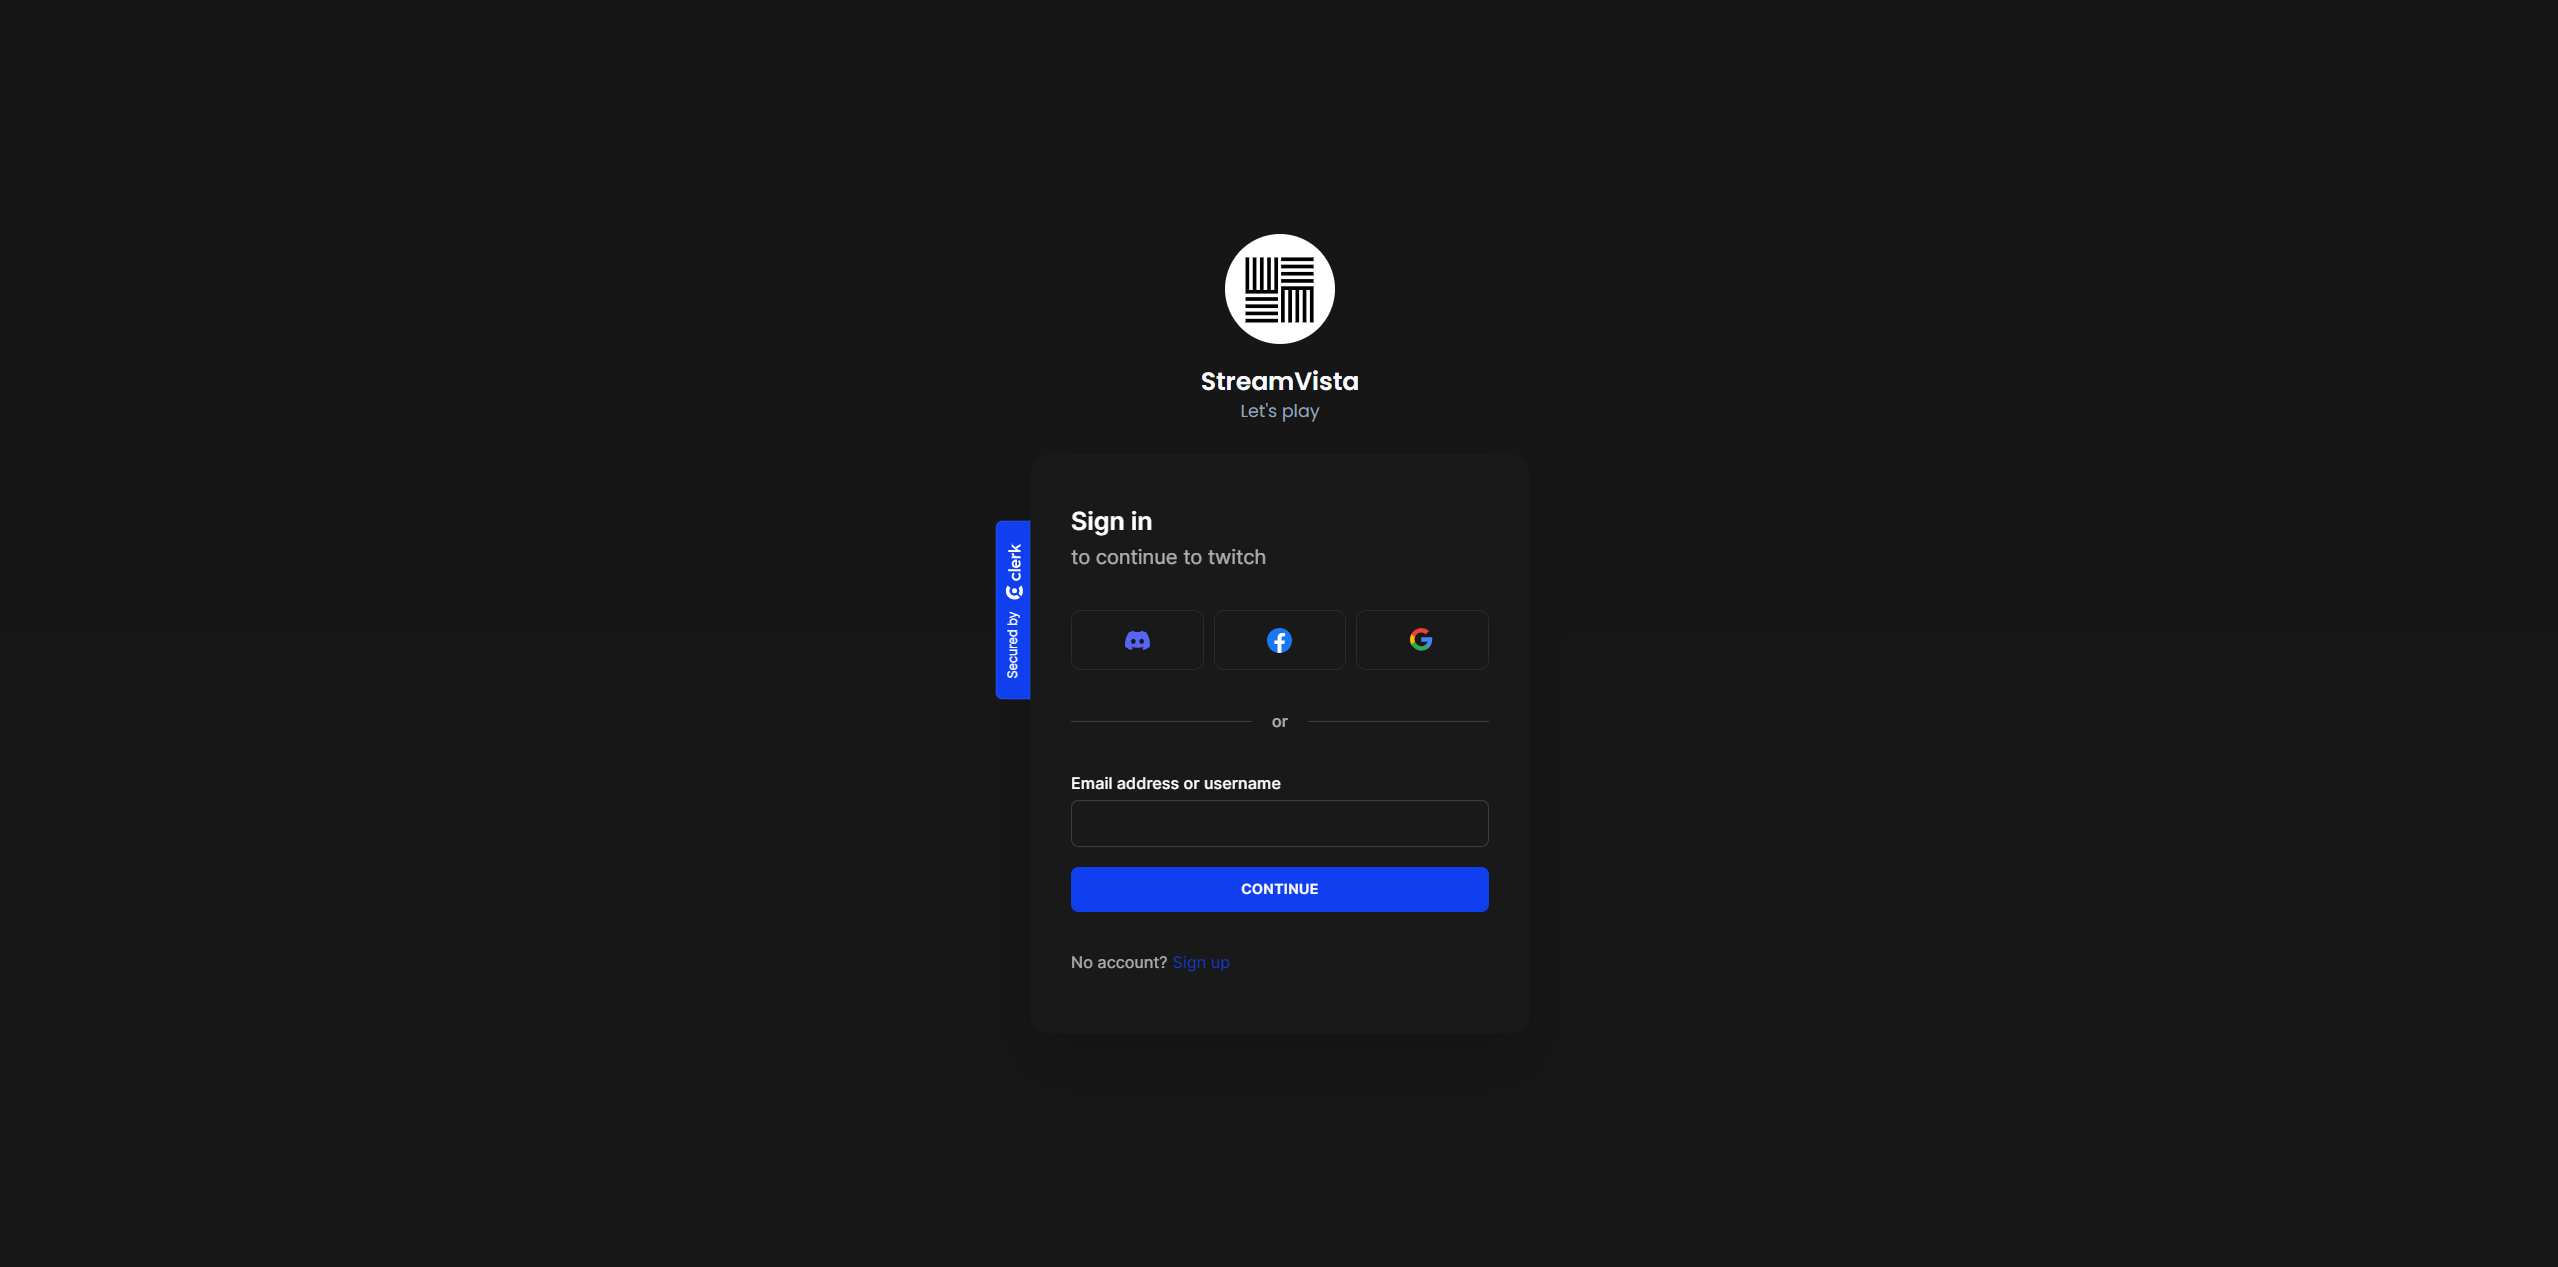 StreamVista
Let's play
Sign in
to continue to twitch
Secured by clerk
or
Email address or username
CONTINUE
No account? Sign up